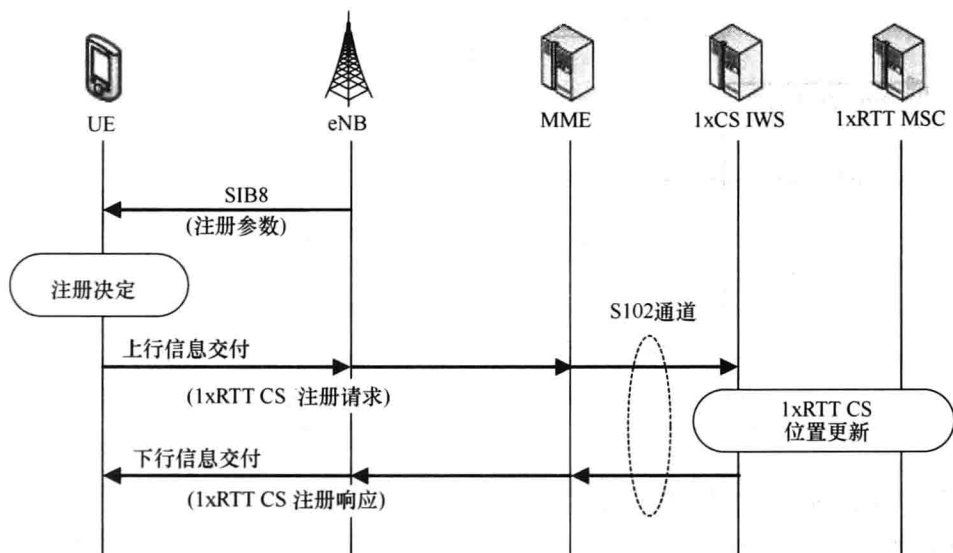 UE
eNB
MME
1xCS IWS
1xRTT MSC
SIB8
(注册参数)
注册决定
S102通道
上行信息交付
(1xRTT CS 注册请求)
1xRTT CS
位置更新
下行信息交付
(1xRTT CS 注册响应)